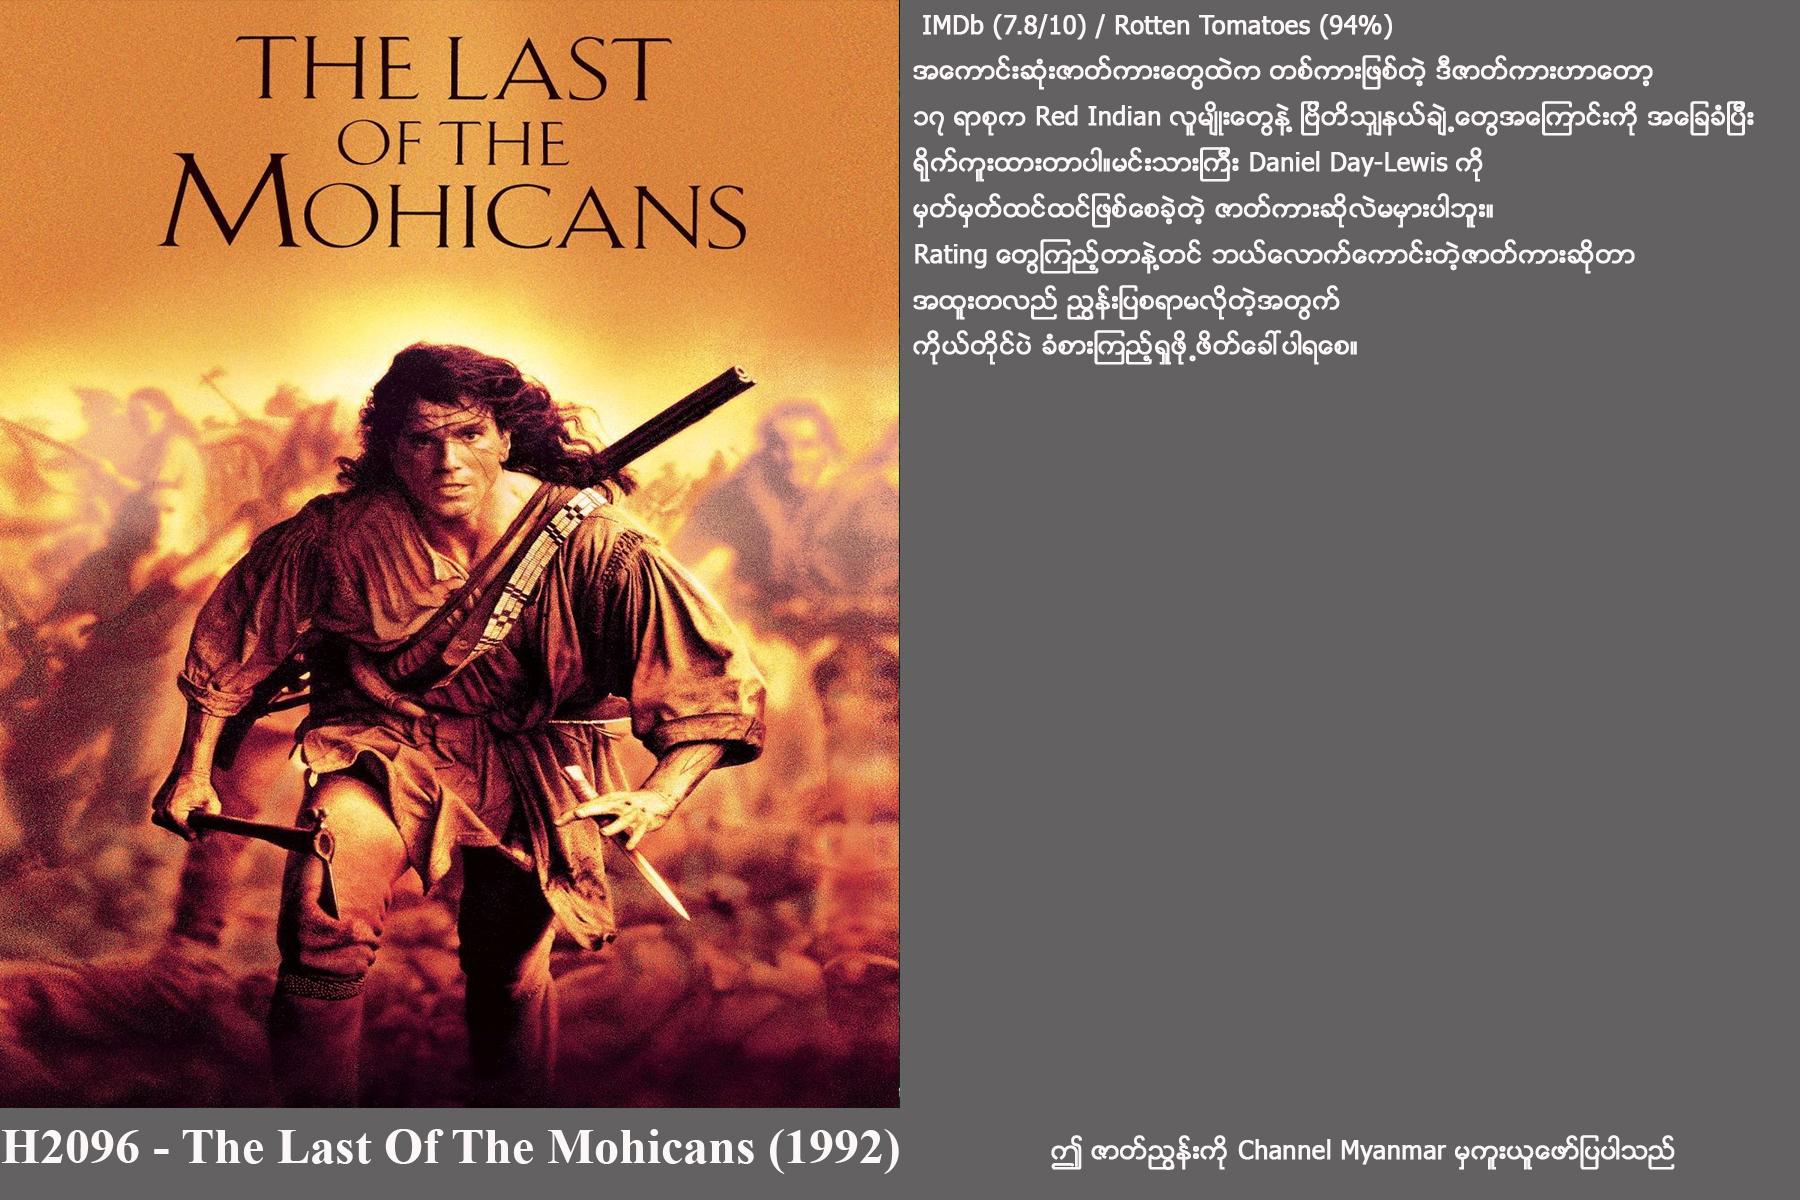 THE LAST
OF THE
MOHICANS
IMDb (7.8/10) / Rotten Tomatoes (94%)
အကောင်းဆုံးဇာတ်ကားတွေထဲက တစ်ကားဖြစ်တဲ့ ဒီဇာတ်ကားဟာတော့
၁၇ ရာစုက Red Indian လူမျိုးတွေနဲ့ ဗြိတိသျှနယ်ချဲ့တွေအကြောင်းကို အခြေခံပြီး
ရိုက်ကူးထားတာပါ။မင်းသားကြီး Daniel Day-Lewis ကို
မှတ်မှတ်ထင်ထင်ဖြစ်စေခဲ့တဲ့ ဇာတ်ကားဆိုလဲမမှားပါဘူး။
Rating တွေကြည့်တာနဲ့တင် ဘယ်လောက်ကောင်းတဲ့ဇာတ်ကားဆိုတာ
အထူးတလည် ညွှန်းပြစရာမလိုတဲ့အတွက်
ကိုယ်တိုင်ပဲ ခံစားကြည့်ရှုဖို့ဖိတ်ခေါ်ပါရစေ။
H2096 - The Last Of The Mohicans (1992)
ဤ ဇာတ်ညွှန်းကို Channel Myanmar မှကူးယူဖော်ပြပါသည်